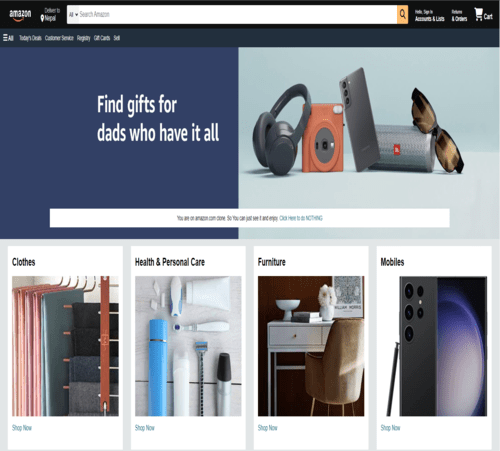 amazon
Deliver to
Nepal
All
Search Amazon
Hello, Sign In
Accounts & Lists
Returns
& Orders
Cart
All
Today's Deals
Customer Service
Registry
Gift Cards
Sell
Find gifts for
dads who have it all
JBL
You are on amazon.com clone. So You can just see it and enjoy. Click Here to do NOTHING
Clothes
Health & Personal Care
Furniture
Mobiles
Shop Now
Shop Now
Shop Now
Shop Now